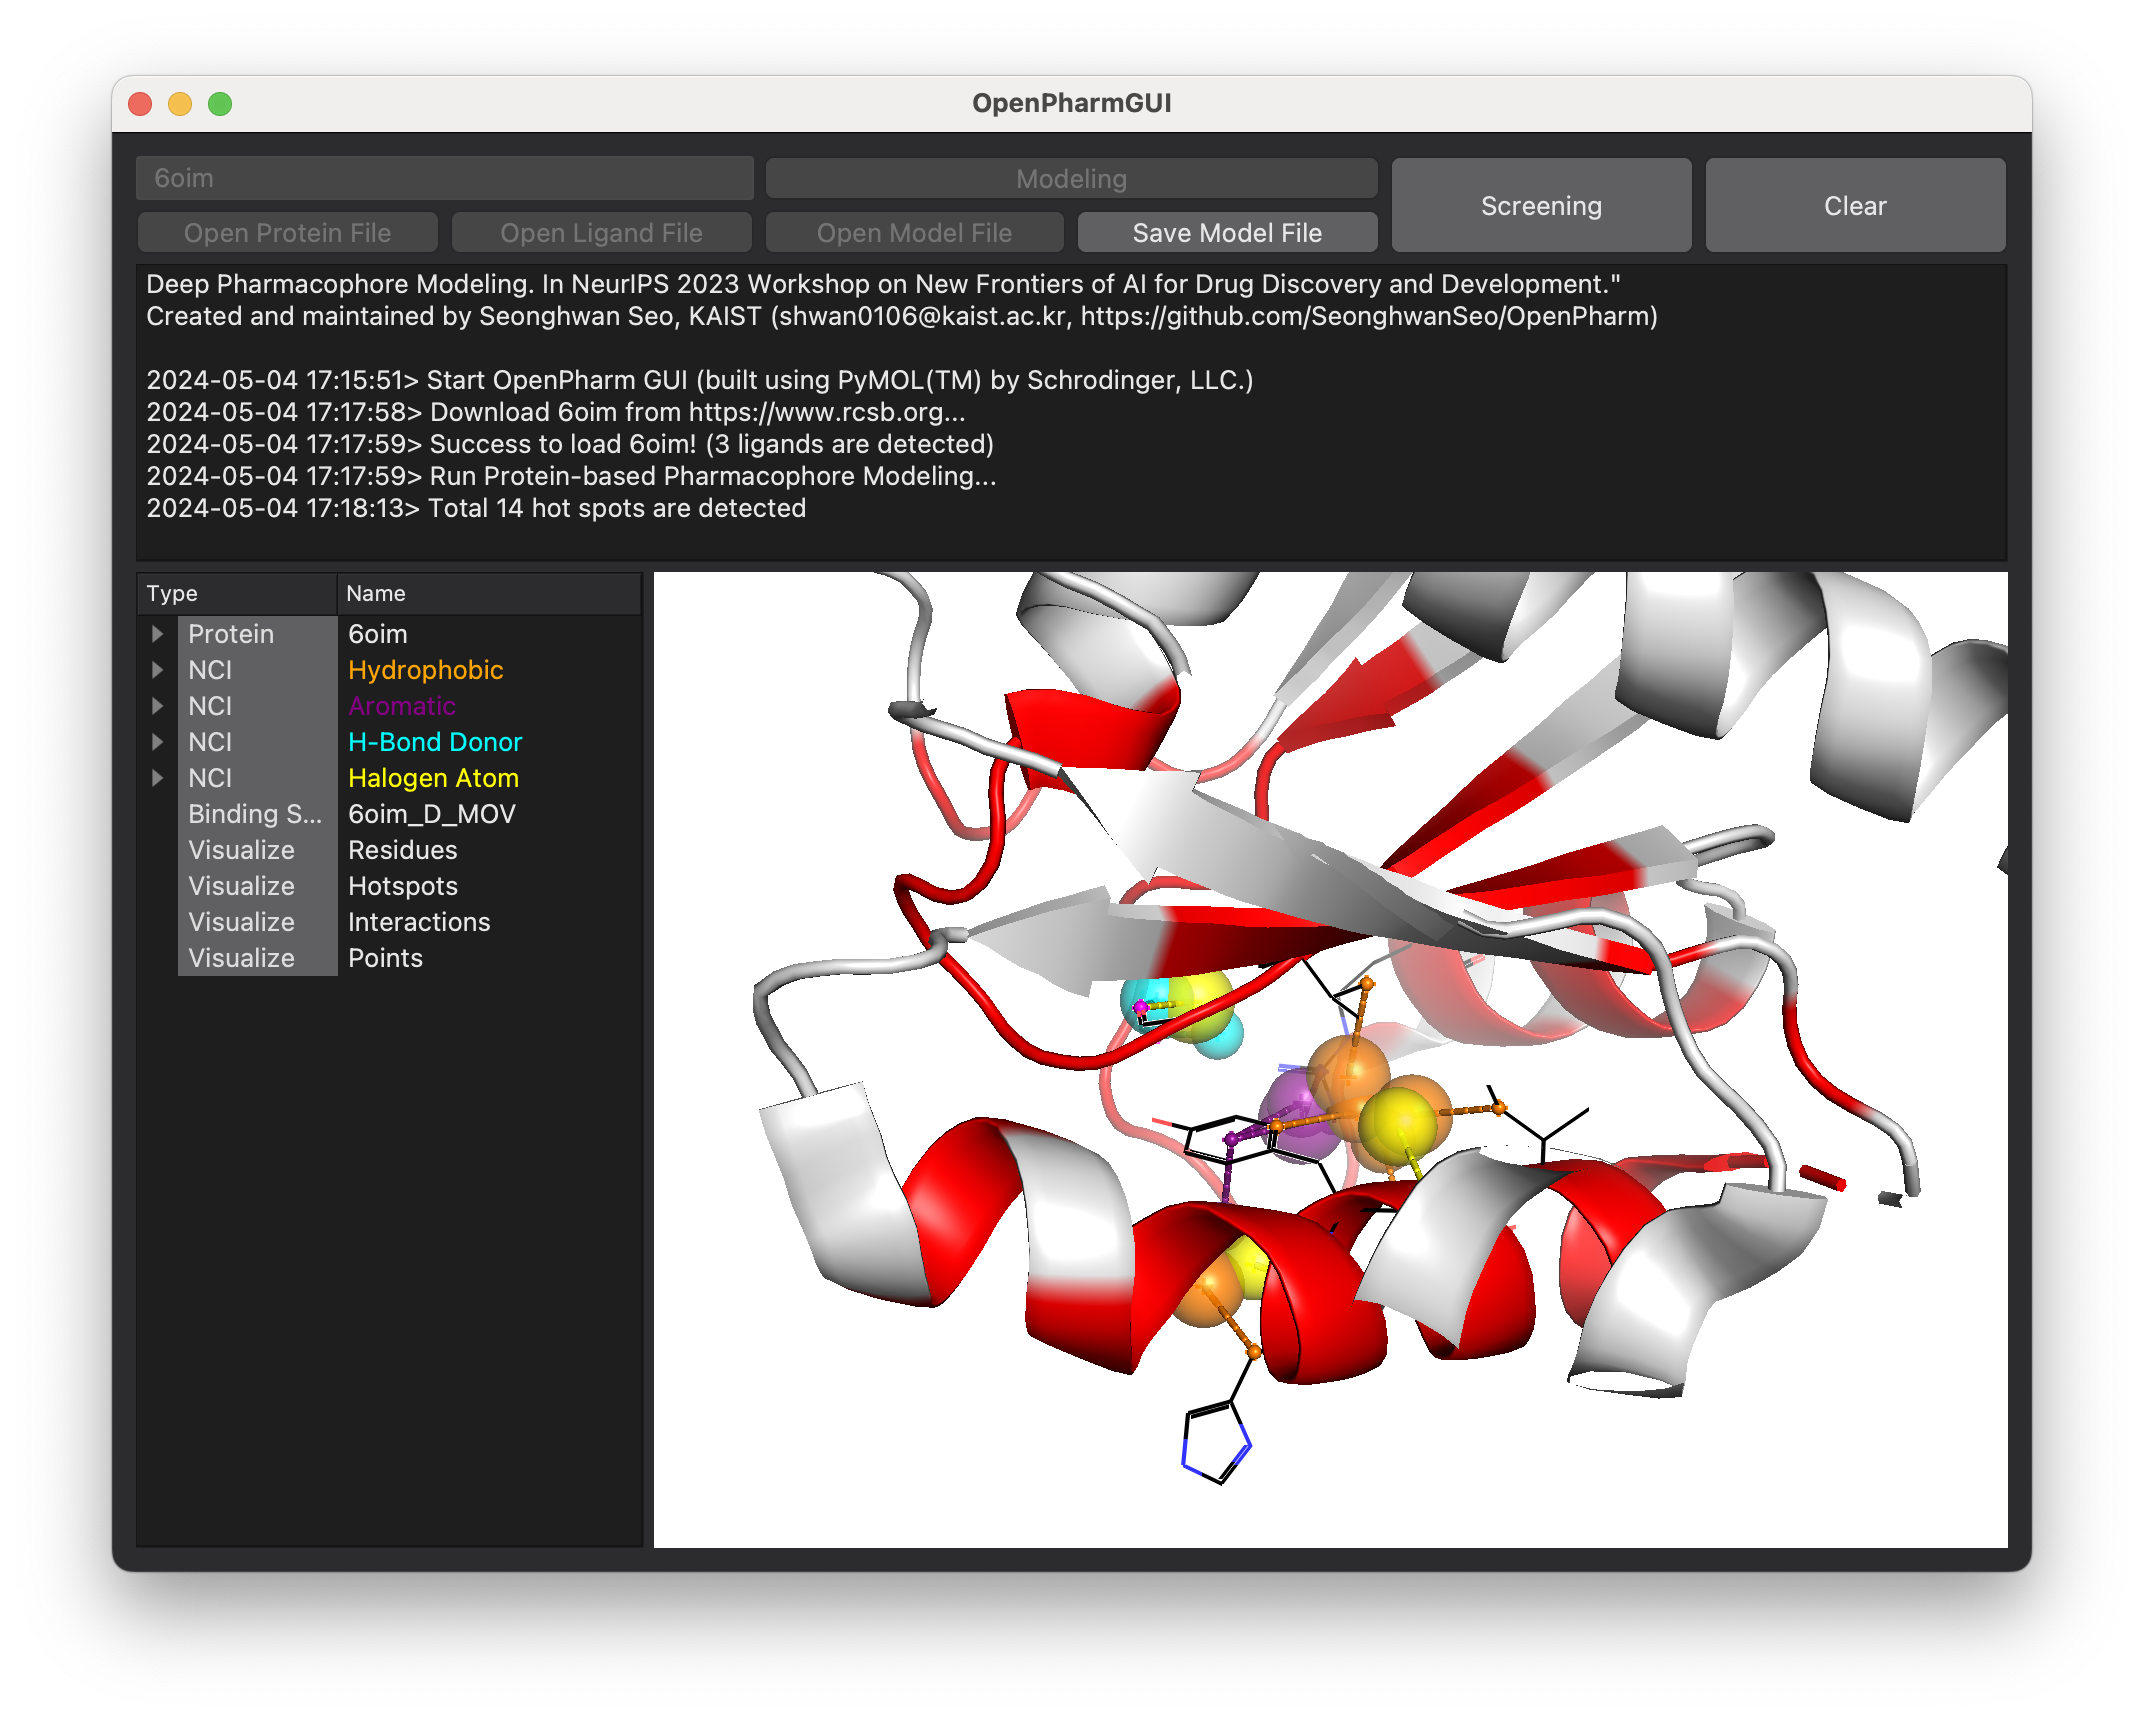 OpenPharmGUI
6oim
Modeling
Screening
Clear
Open Protein File
Open Ligand File
Open Model File
Save Model File
Deep Pharmacophore Modeling. In NeurIPS 2023 Workshop on New Frontiers of AI for Drug Discovery and Development."
Created and maintained by Seonghwan Seo, KAIST (shwan0106@kaist.ac.kr, https://github.com/SeonghwanSeo/OpenPharm)
2024-05-04 17:15:51> Start OpenPharm GUI (built using PyMOL(TM) by Schrodinger, LLC.)
2024-05-04 17:17:58> Download 6oim from https://www.rcsb.org...
2024-05-04 17:17:59> Success to load 6oim! (3 ligands are detected)
2024-05-04 17:17:59> Run Protein-based Pharmacophore Modeling...
2024-05-04 17:18:13> Total 14 hot spots are detected
Type Name
Protein 6oim
NCI Hydrophobic
NCI Aromatic
NCI H-Bond Donor
NCI Halogen Atom
Binding S... 6oim_D_MOV
Visualize Residues
Visualize Hotspots
Visualize Interactions
Visualize Points